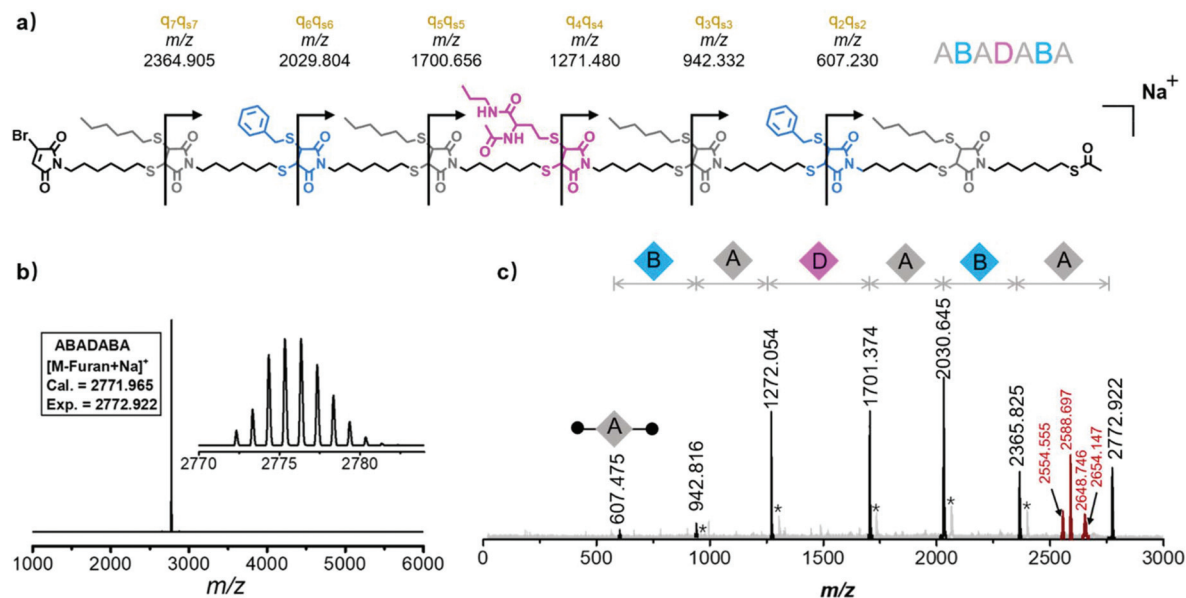 a)
q7qs7 q6qs6 q5qs5 q4qs4 q3qs3 q2qs2
m/z m/z m/z m/z m/z m/z
2364.905 2029.804 1700.656 1271.480 942.332 607.230
ABADABA
Na+
Br O N O S S O N O S S O N O S S O N O HN O NH O S S O N O S S O N O S S O N O S S O N O S O
b)
ABADABA
[M-Furan+Na]+
Cal. = 2771.965
Exp. = 2772.922
2770 2775 2780
1000 2000 3000 4000 5000 6000
m/z
c)
B A D A B A
A
607.475 942.816 * 1272.054 * 1701.374 * 2030.645 * 2365.825 * 2554.555 2588.697 2648.746 2654.147 2772.922
0 500 1000 1500 2000 2500 3000
m/z